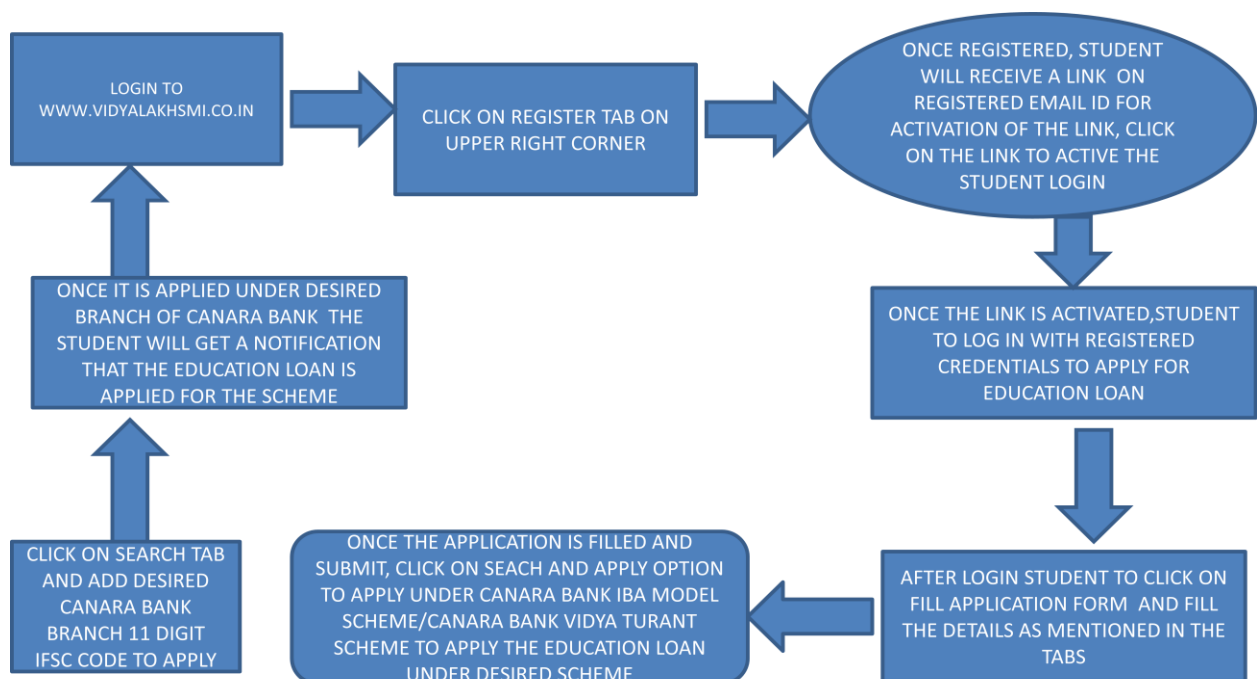 LOGIN TO
WWW.VIDYALAKHSMI.CO.IN
CLICK ON REGISTER TAB ON
UPPER RIGHT CORNER
ONCE REGISTERED, STUDENT
WILL RECEIVE A LINK ON
REGISTERED EMAIL ID FOR
ACTIVATION OF THE LINK, CLICK
ON THE LINK TO ACTIVE THE
STUDENT LOGIN
ONCE THE LINK IS ACTIVATED,STUDENT
TO LOG IN WITH REGISTERED
CREDENTIALS TO APPLY FOR
EDUCATION LOAN
AFTER LOGIN STUDENT TO CLICK ON
FILL APPLICATION FORM AND FILL
THE DETAILS AS MENTIONED IN THE
TABS
ONCE THE APPLICATION IS FILLED AND
SUBMIT, CLICK ON SEACH AND APPLY OPTION
TO APPLY UNDER CANARA BANK IBA MODEL
SCHEME/CANARA BANK VIDYA TURANT
SCHEME TO APPLY THE EDUCATION LOAN
UNDER DESIRED SCHEME
CLICK ON SEARCH TAB
AND ADD DESIRED
CANARA BANK
BRANCH 11 DIGIT
IFSC CODE TO APPLY
ONCE IT IS APPLIED UNDER DESIRED
BRANCH OF CANARA BANK THE
STUDENT WILL GET A NOTIFICATION
THAT THE EDUCATION LOAN IS
APPLIED FOR THE SCHEME